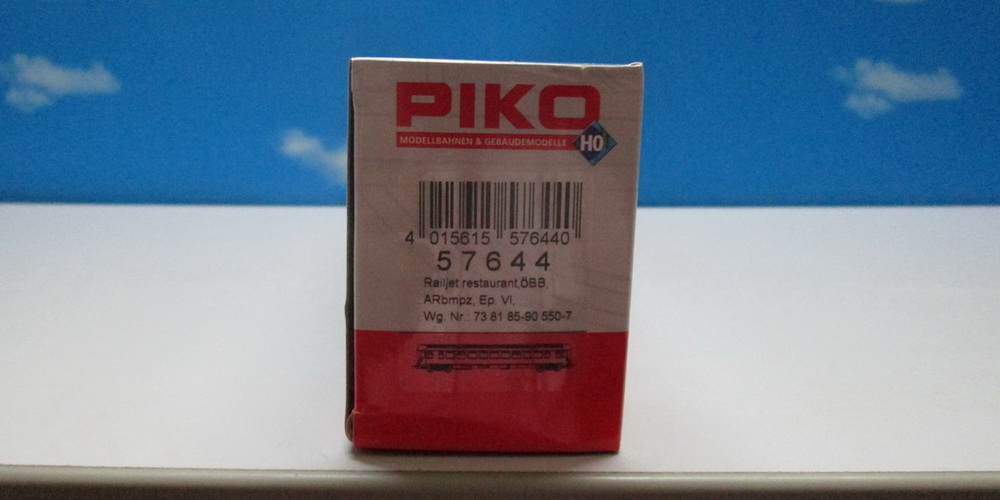 PIKO
MODELLBAHNEN & GEBÄUDEMODELLE
H0
4 015615 576440
57644
Railjet restaurant,ÖBB,
ARbmpz, Ep. VI,
Wg. Nr.: 73 81 85-90 550-7